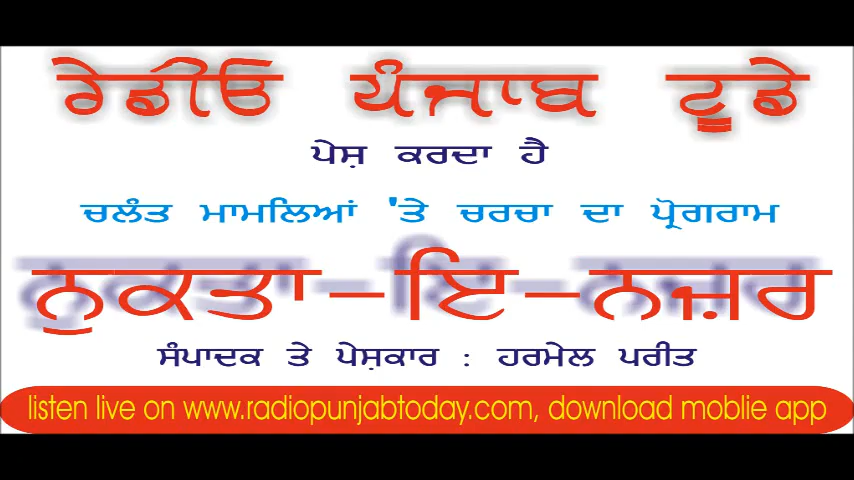 ਰੇਡੀਓ ਪੰਜਾਬ ਟੂਡੇ
ਪੇਸ਼ ਕਰਦਾ ਹੈ
ਚਲੰਤ ਮਾਮਲਿਆਂ 'ਤੇ ਚਰਚਾ ਦਾ ਪ੍ਰੋਗਰਾਮ
ਨੁਕਤਾ-ਇ-ਨਜ਼ਰ
ਸੰਪਾਦਕ ਤੇ ਪੇਸ਼ਕਾਰ : ਹਰਮੇਲ ਪਰੀਤ
listen live on www.radiopunjabtoday.com, download moblie app